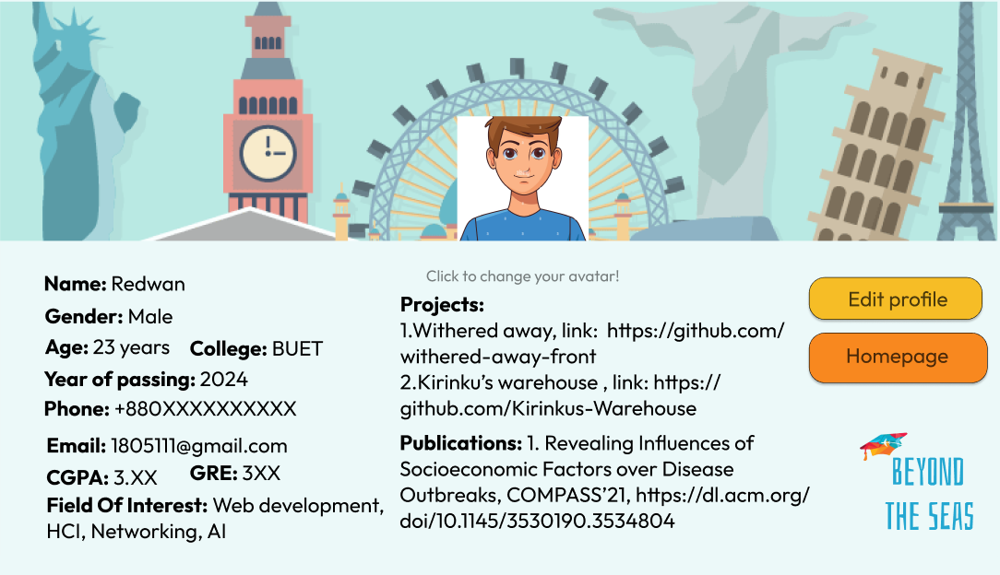 Name: Redwan
Gender: Male
Age: 23 years College: BUET
Year of passing: 2024
Phone: +880XXXXXXXXXX
Email: 1805111@gmail.com
CGPA: 3.XX GRE: 3XX
Field Of Interest: Web development,
HCI, Networking, AI
Click to change your avatar!
Projects:
1.Withered away, link: https://github.com/
withered-away-front
2.Kirinku’s warehouse , link: https://
github.com/Kirinkus-Warehouse
Publications: 1. Revealing Influences of
Socioeconomic Factors over Disease
Outbreaks, COMPASS’21, https://dl.acm.org/
doi/10.1145/3530190.3534804
Edit profile
Homepage
BEYOND
THE SEAS